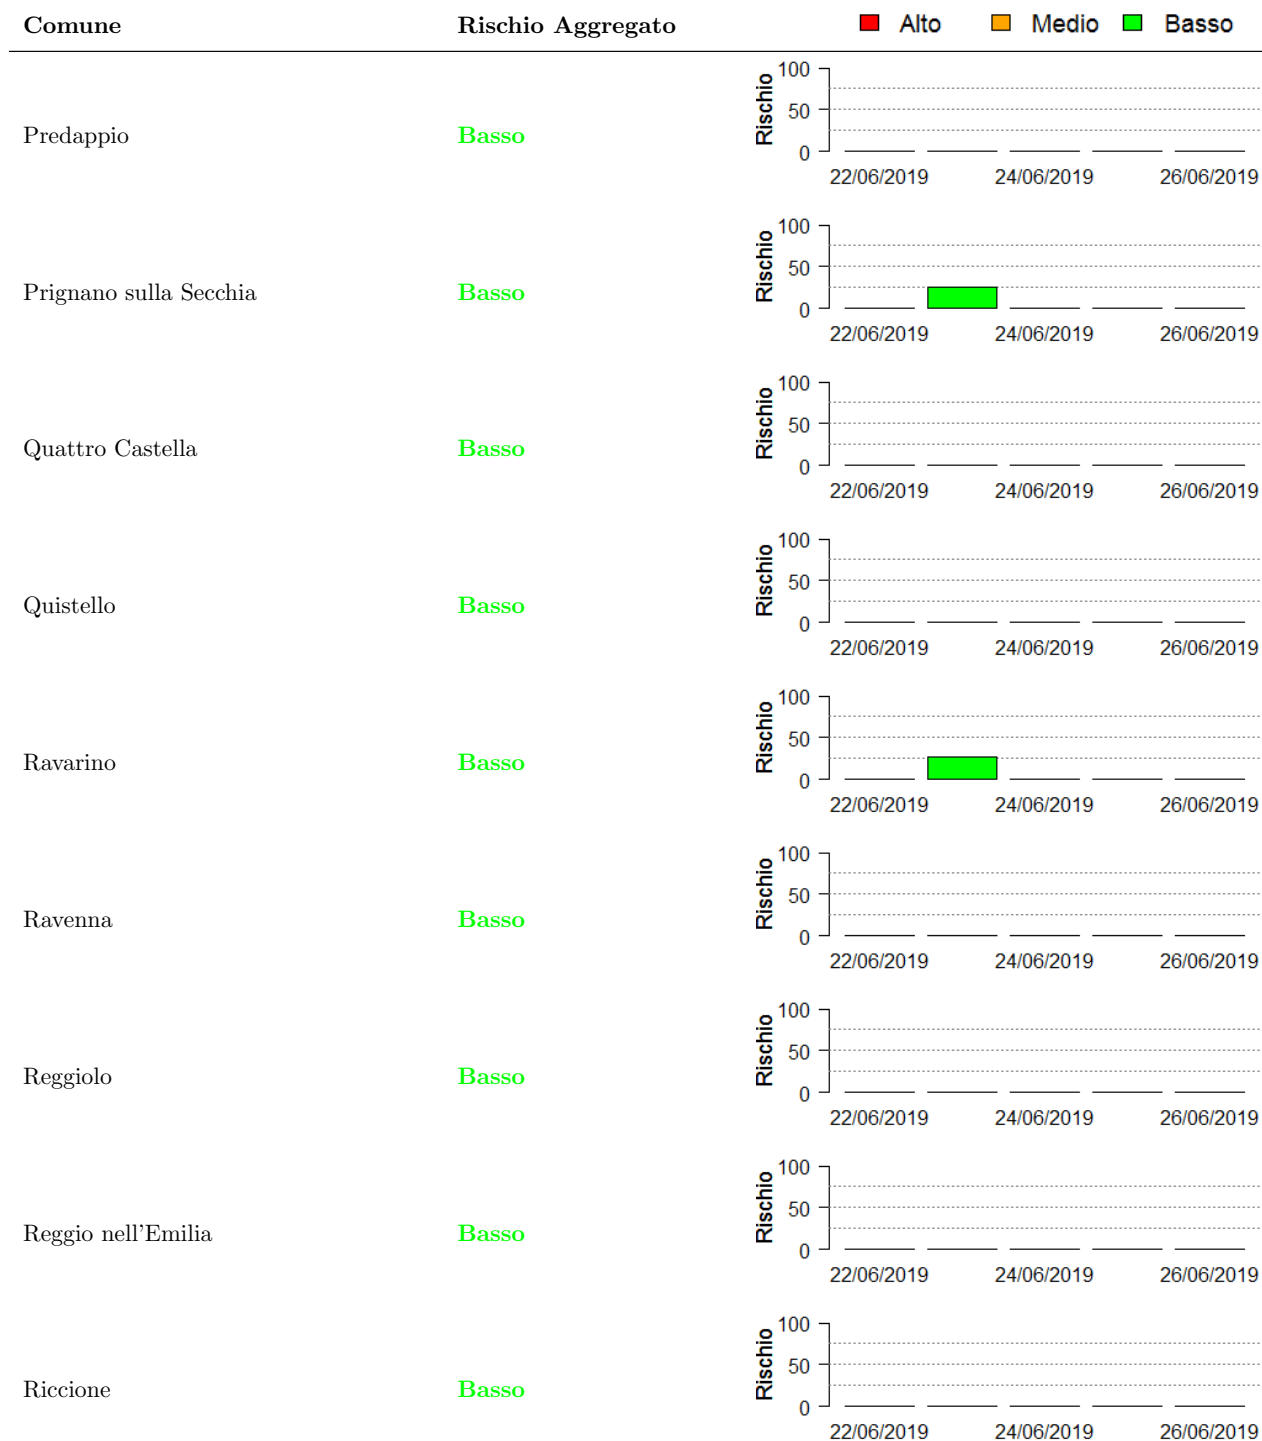 Comune Rischio Aggregato Alto Medio Basso
100
50
0
Rischio
Predappio Basso
22/06/2019 24/06/2019 26/06/2019
100
50
0
Rischio
Prignano sulla Secchia Basso
22/06/2019 24/06/2019 26/06/2019
100
50
0
Rischio
Quattro Castella Basso
22/06/2019 24/06/2019 26/06/2019
100
50
0
Rischio
Quistello Basso
22/06/2019 24/06/2019 26/06/2019
100
50
0
Rischio
Ravarino Basso
22/06/2019 24/06/2019 26/06/2019
100
50
0
Rischio
Ravenna Basso
22/06/2019 24/06/2019 26/06/2019
100
50
0
Rischio
Reggiolo Basso
22/06/2019 24/06/2019 26/06/2019
100
50
0
Rischio
Reggio nell'Emilia Basso
22/06/2019 24/06/2019 26/06/2019
100
50
0
Rischio
Riccione Basso
22/06/2019 24/06/2019 26/06/2019